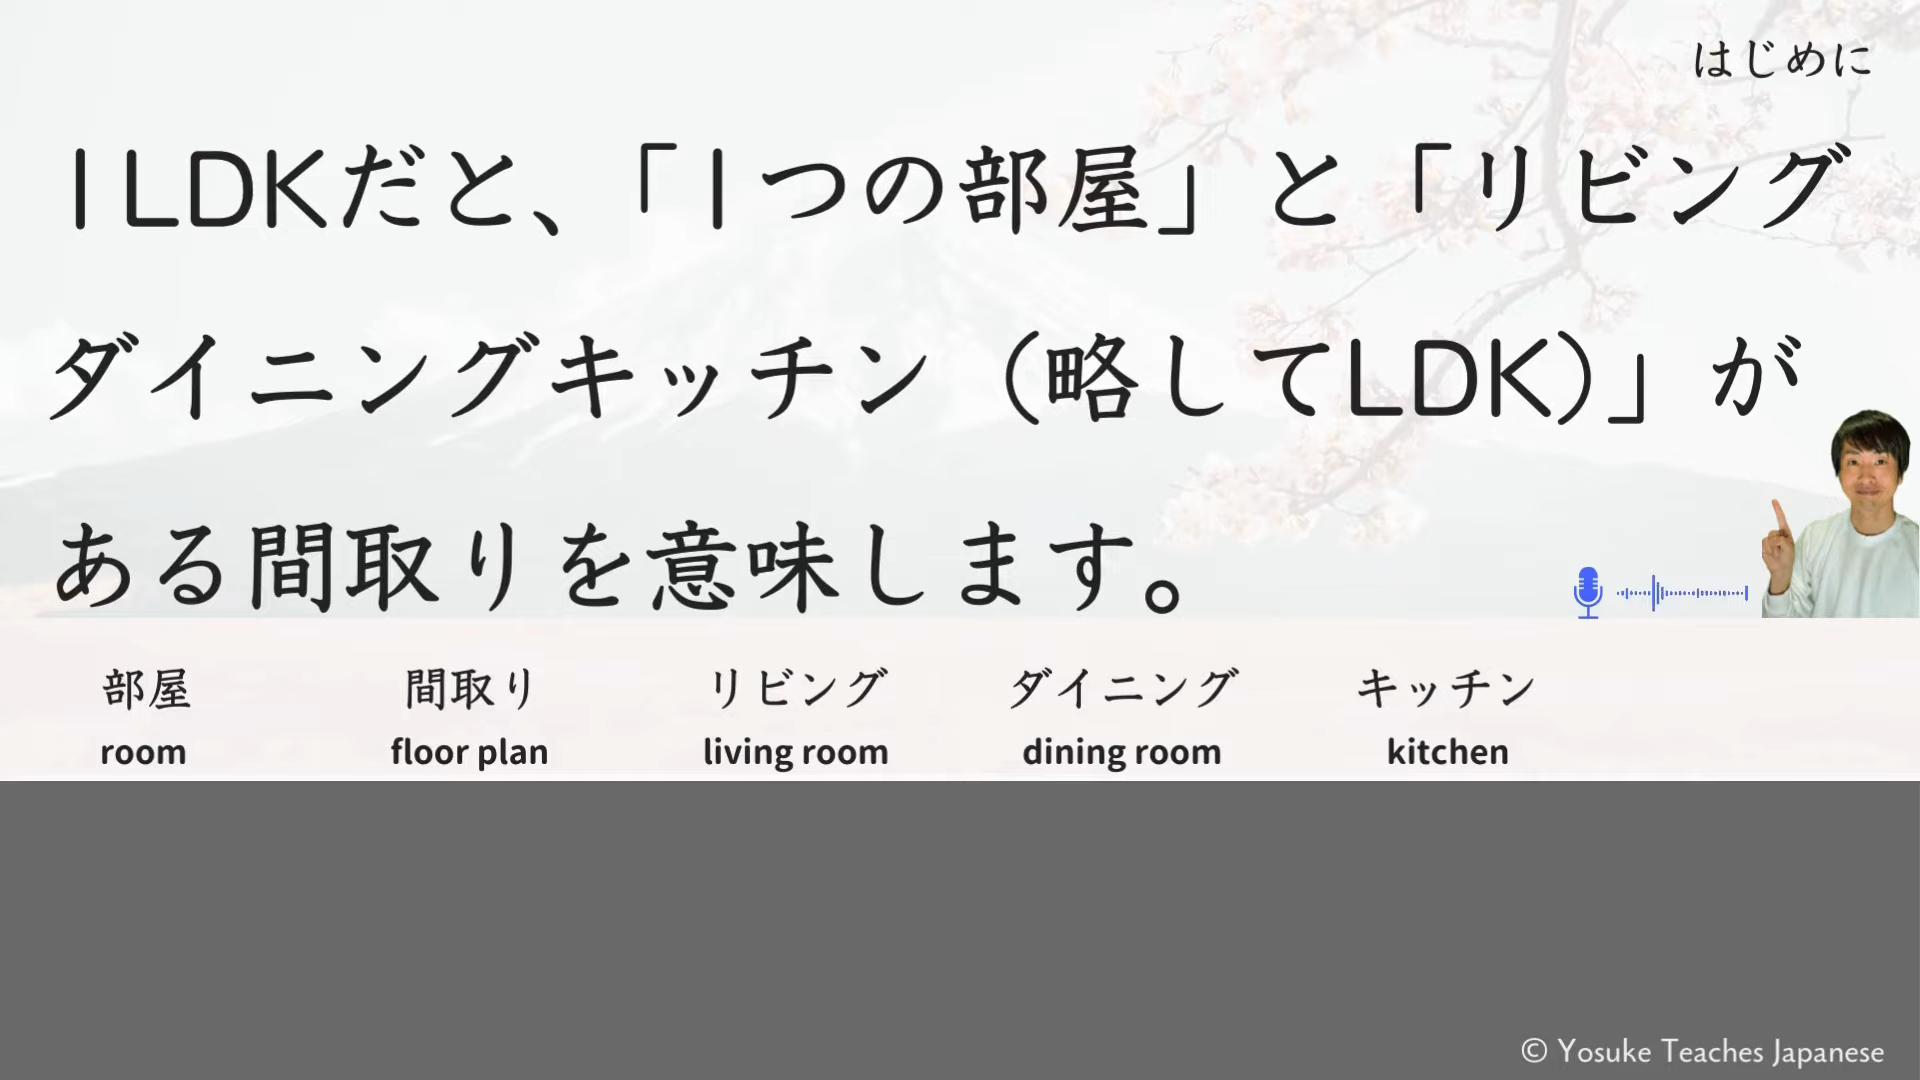 はじめに
1LDKだと、「1つの部屋」と「リビング
ダイニングキッチン（略してLDK）」が
ある間取りを意味します。
部屋 間取り リビング ダイニング キッチン
room floor plan living room dining room kitchen
© Yosuke Teaches Japanese